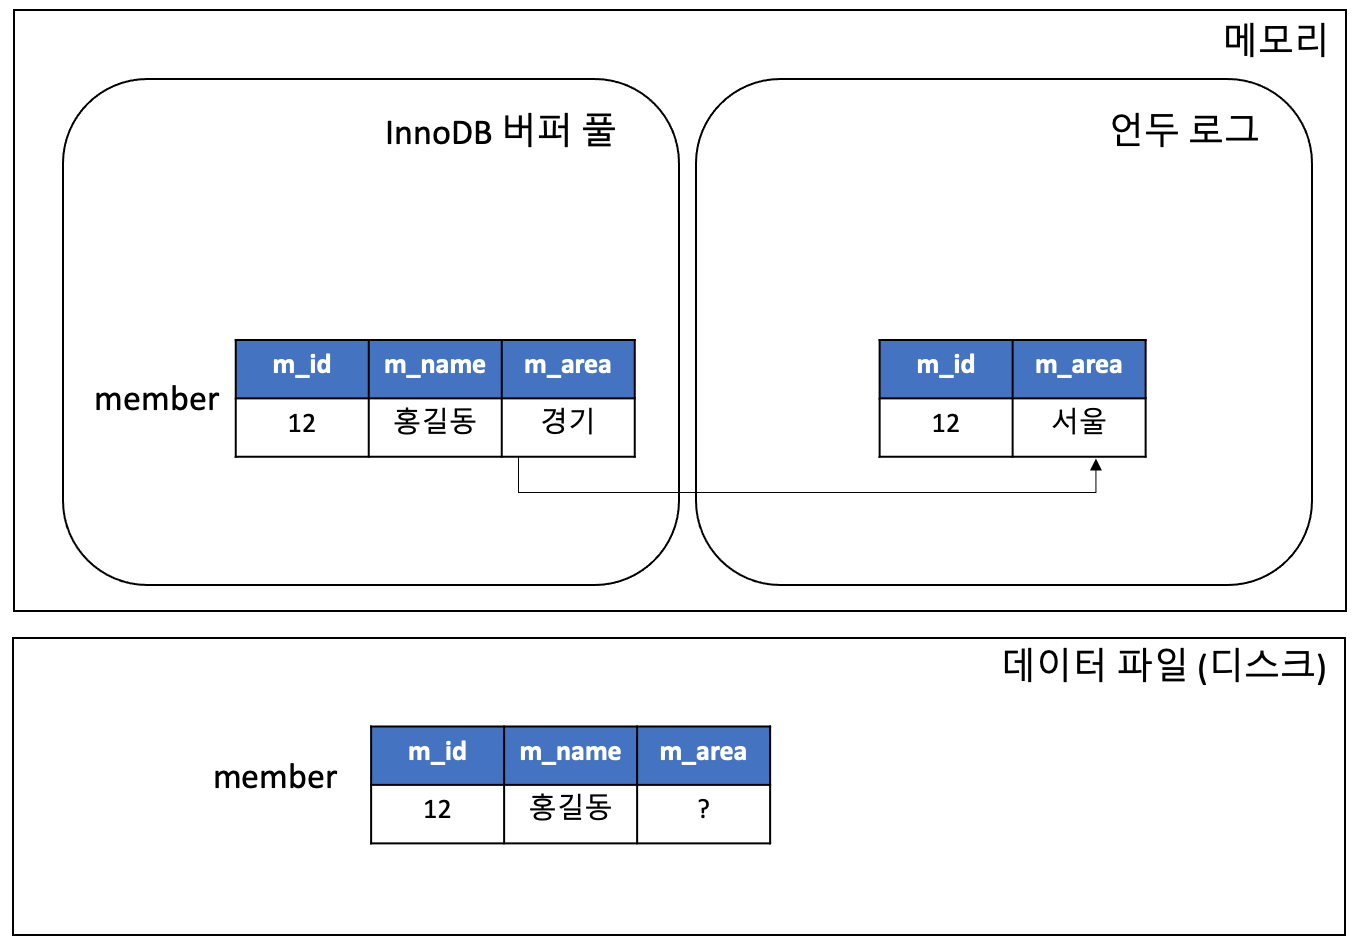 메모리
InnoDB 버퍼 풀
언두 로그
m_id m_name m_area
member
12 홍길동 경기
m_id m_area
12 서울
데이터 파일 (디스크)
m_id m_name m_area
member
12 홍길동 ?